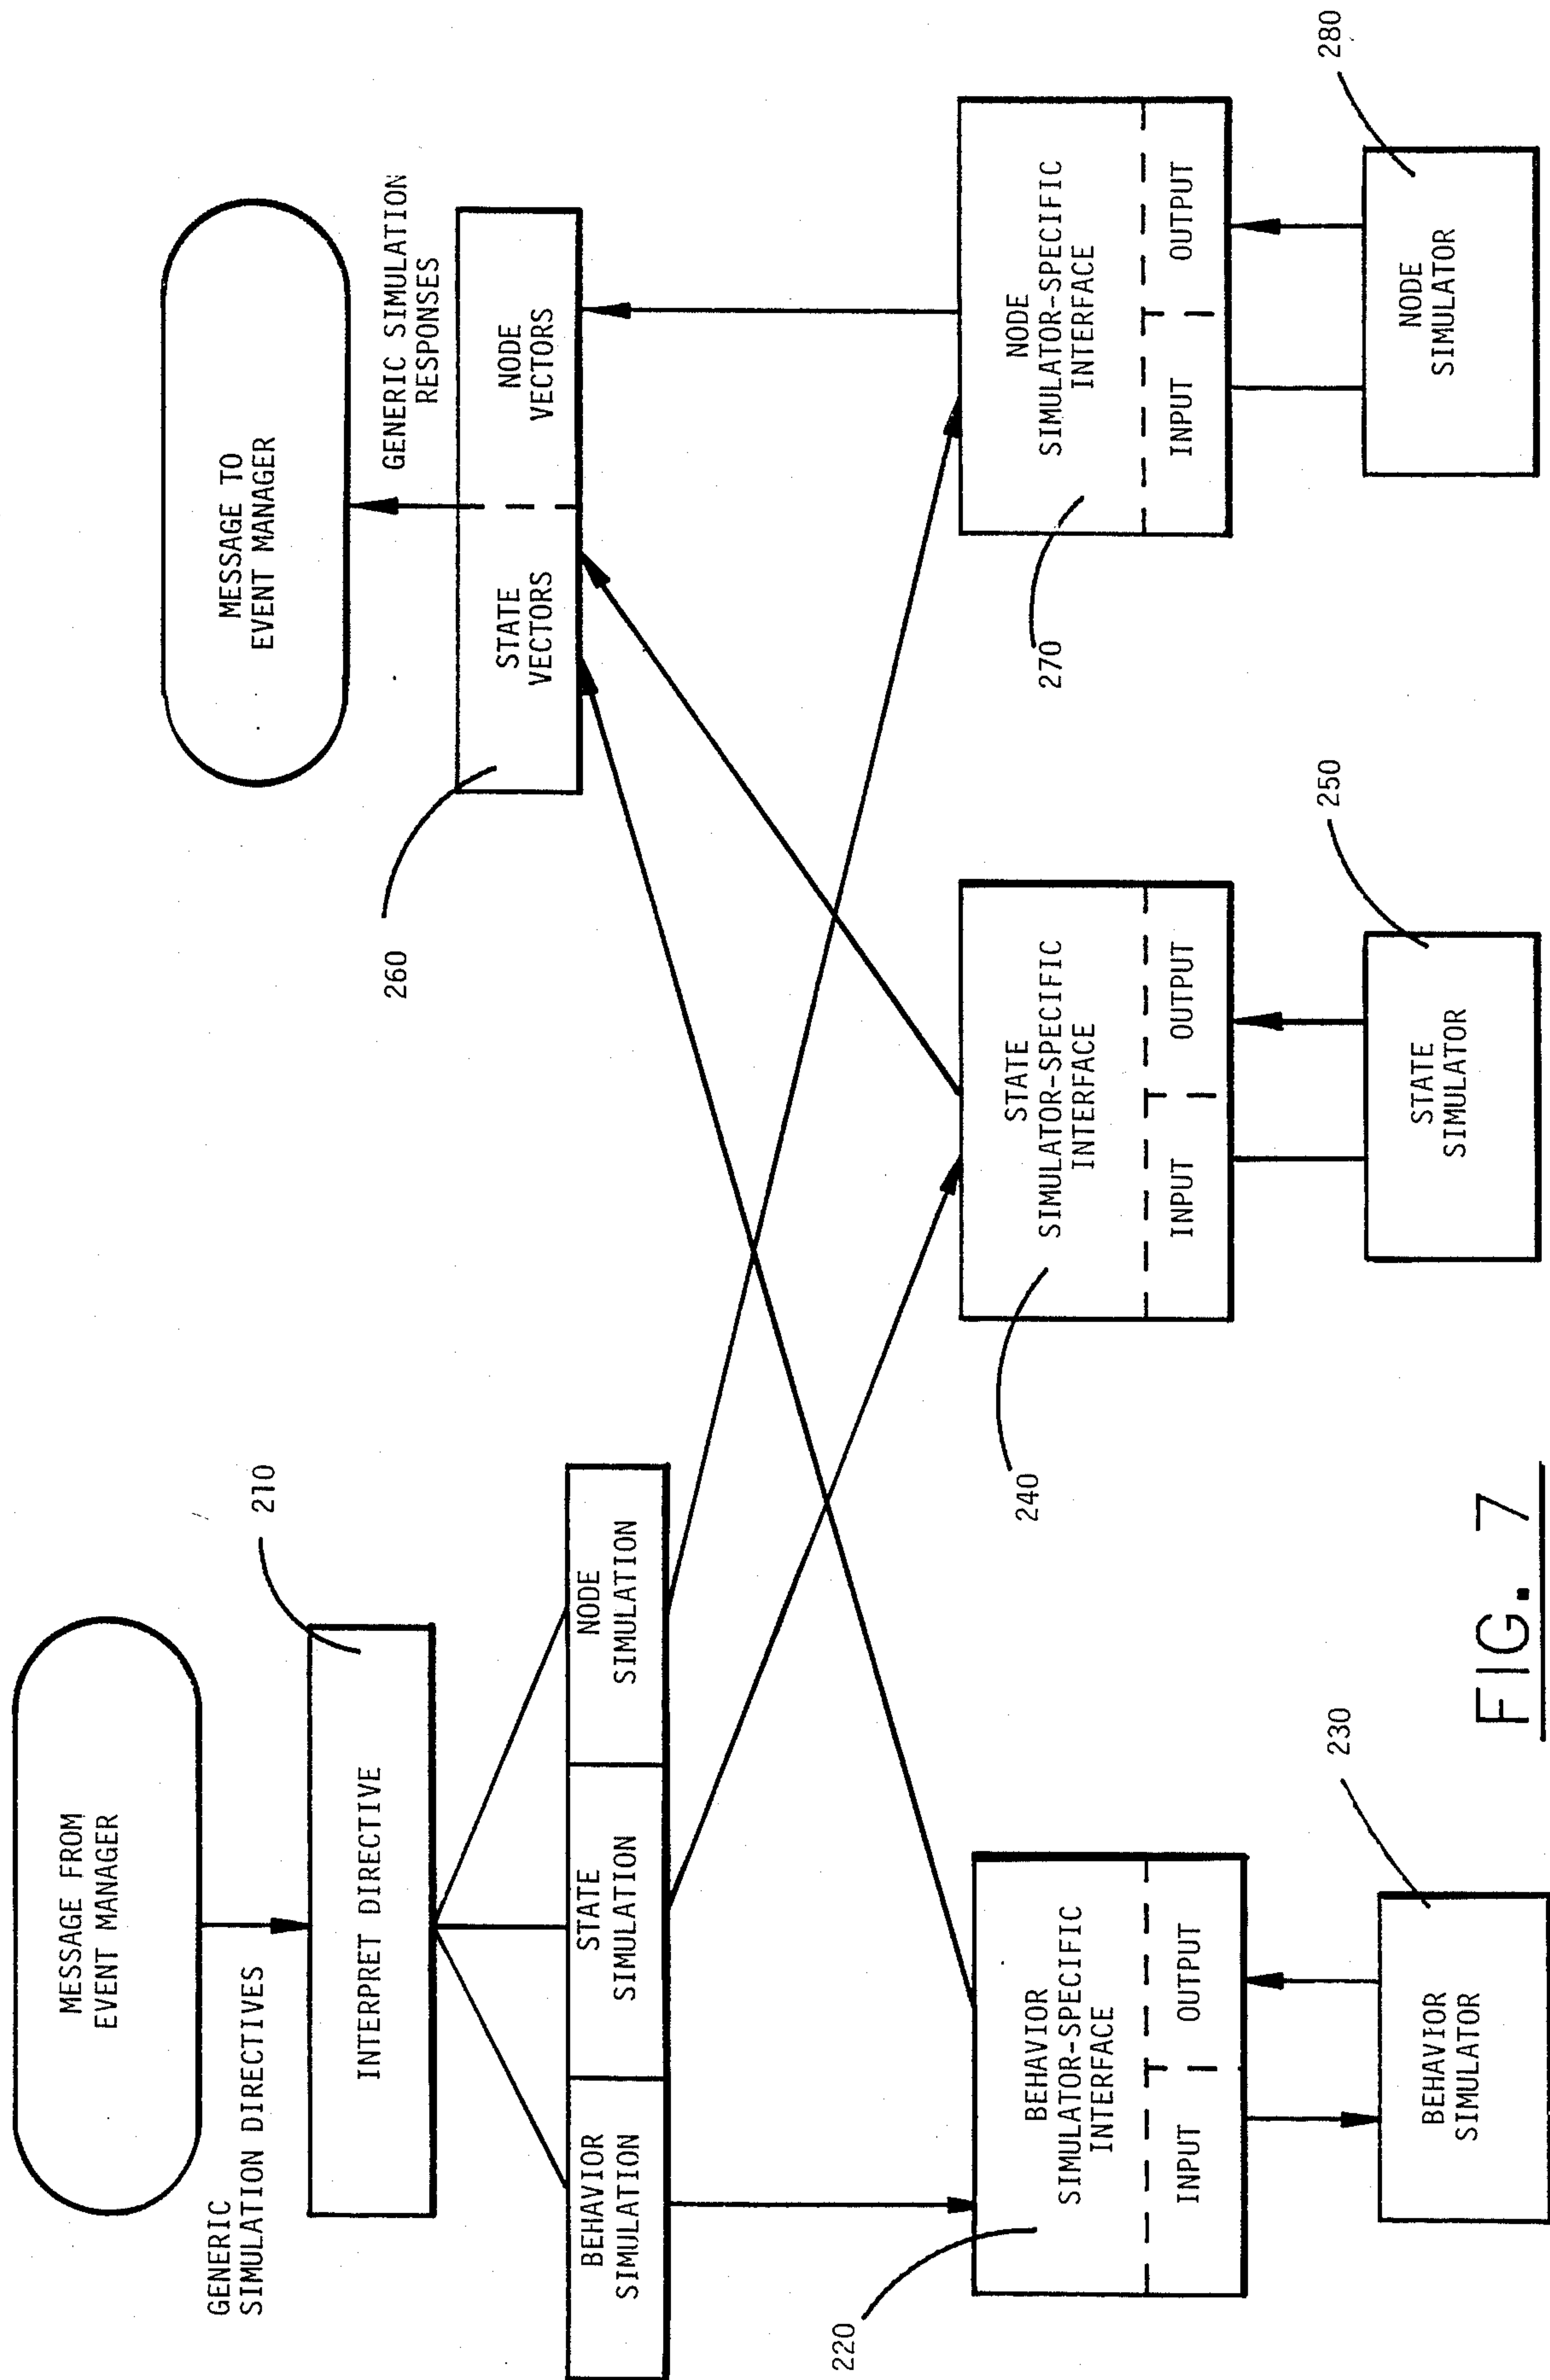 MESSAGE FROM
EVENT MANAGER
GENERIC
SIMULATION DIRECTIVES
210
INTERPRET DIRECTIVE
BEHAVIOR
SIMULATION
STATE
SIMULATION
NODE
SIMULATION
MESSAGE TO
EVENT MANAGER
GENERIC SIMULATION
RESPONSES
STATE
VECTORS
NODE
VECTORS
260
220
BEHAVIOR
SIMULATOR-SPECIFIC
INTERFACE
INPUT
OUTPUT
230
BEHAVIOR
SIMULATOR
240
STATE
SIMULATOR-SPECIFIC
INTERFACE
INPUT
OUTPUT
250
STATE
SIMULATOR
270
NODE
SIMULATOR-SPECIFIC
INTERFACE
INPUT
OUTPUT
280
NODE
SIMULATOR
FIG. 7